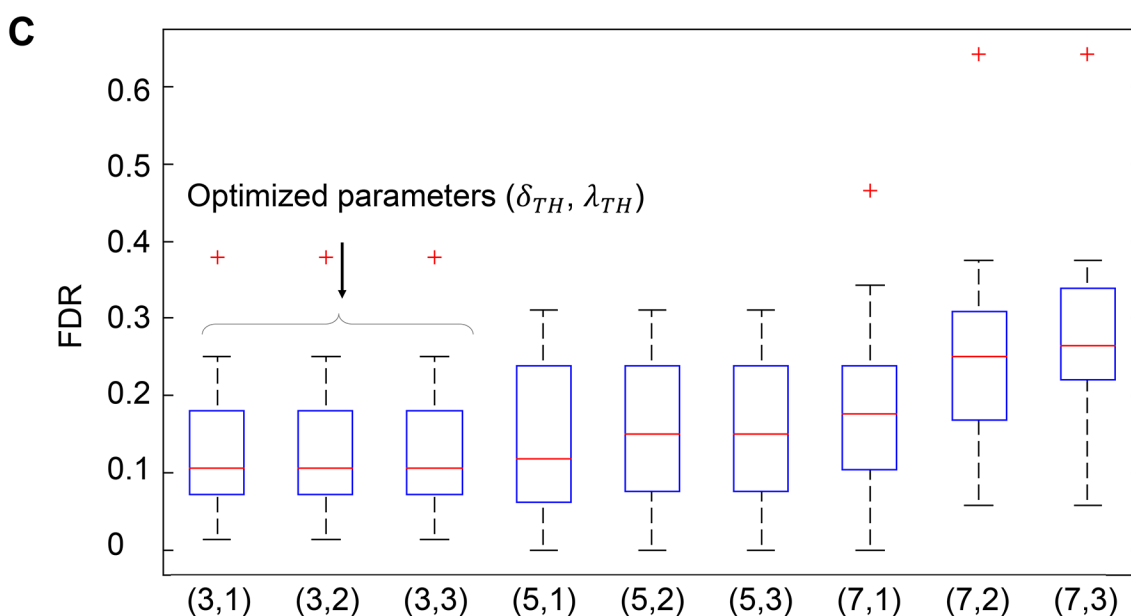 C
0.6
0.5
Optimized parameters (δ_TH, λ_TH)
0.4
0.3
0.2
0.1
0
FDR
(3,1) (3,2) (3,3) (5,1) (5,2) (5,3) (7,1) (7,2) (7,3)